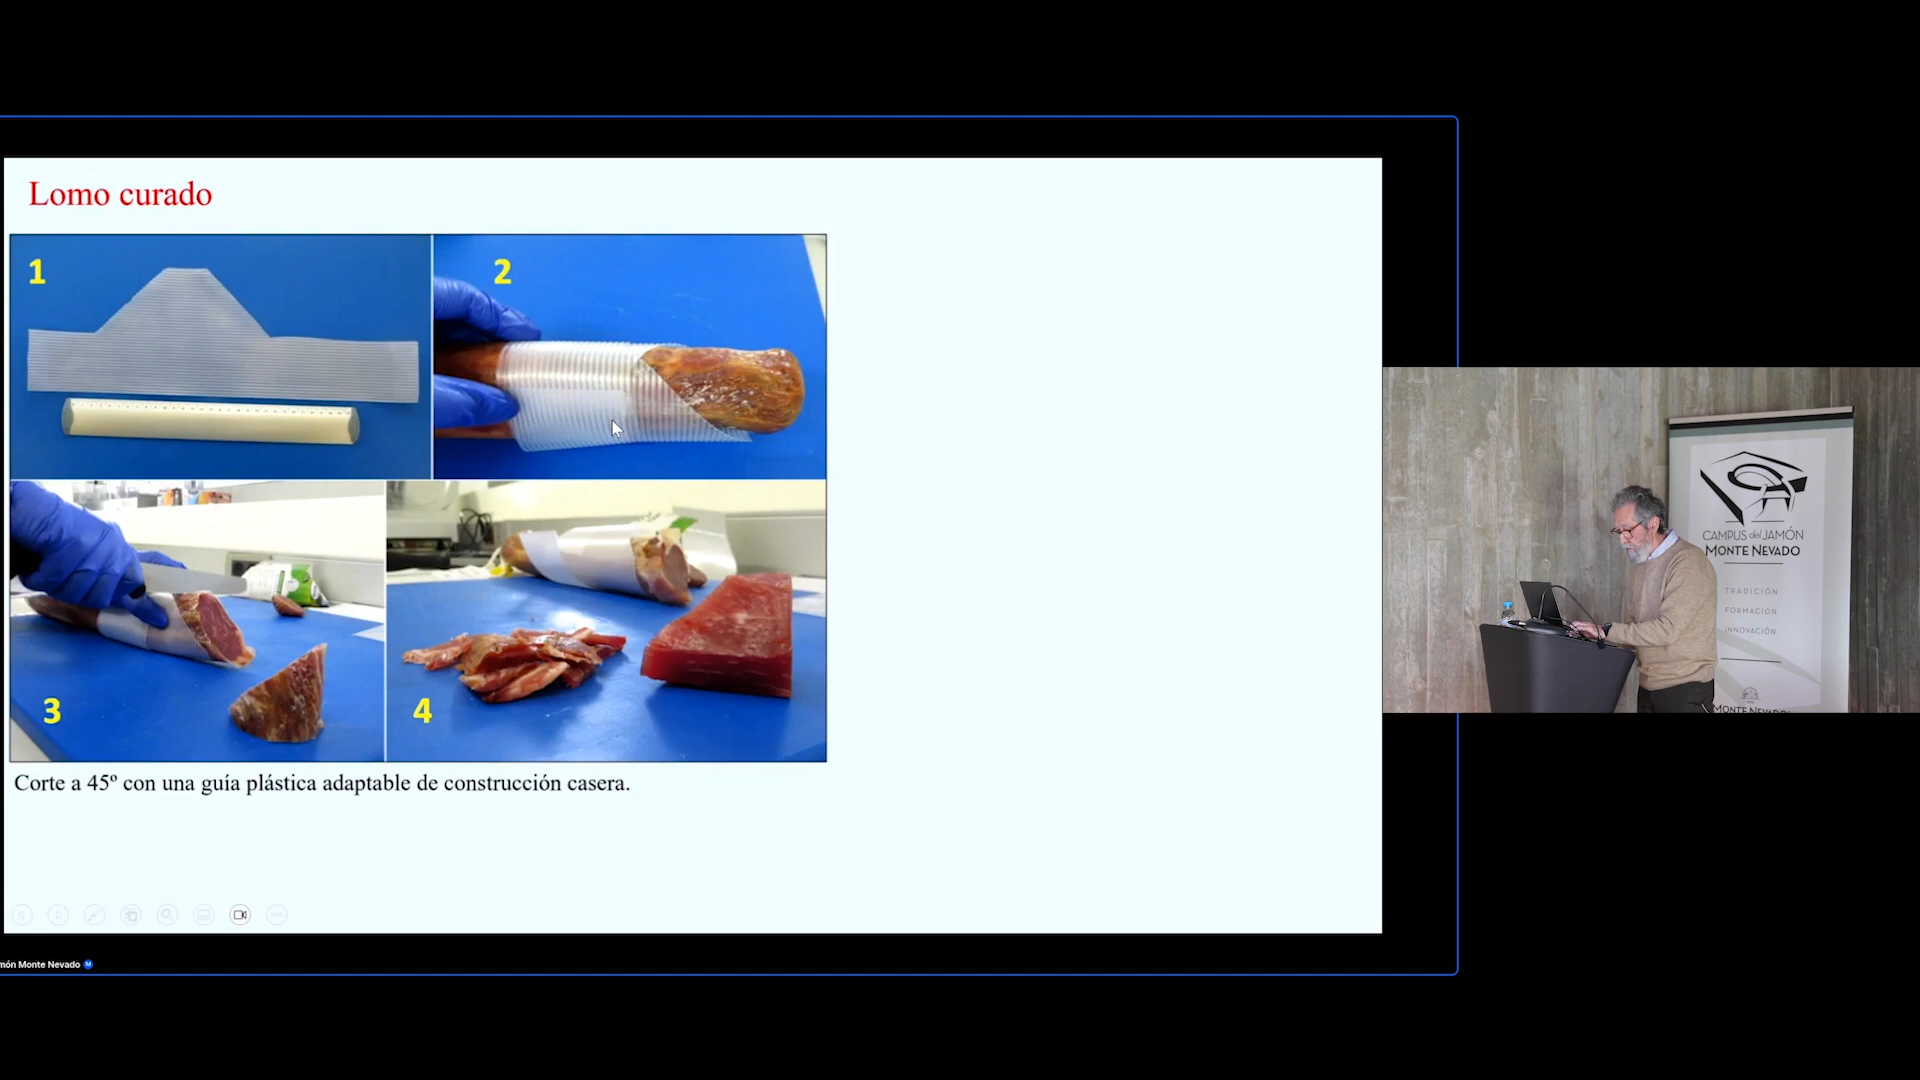 Lomo curado
1
2
3
4
Corte a 45º con una guía plástica adaptable de construcción casera.
món Monte Nevado M
CAMPUS del JAMÓN
MONTE NEVADO
TRADICIÓN
FORMACIÓN
INNOVACIÓN
MONTE NEVADO